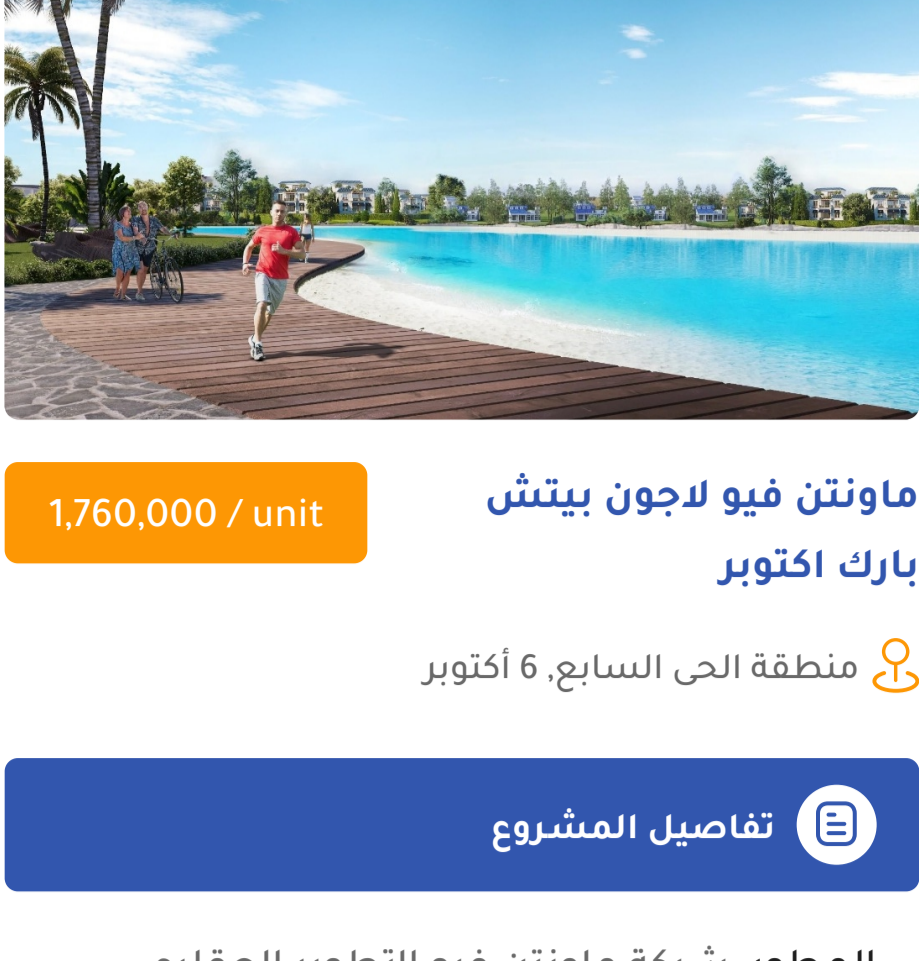 ماونتن فيو لاجون بيتش
بارك اكتوبر
1,760,000 / unit
منطقة الحى السابع, 6 أكتوبر
تفاصيل المشروع